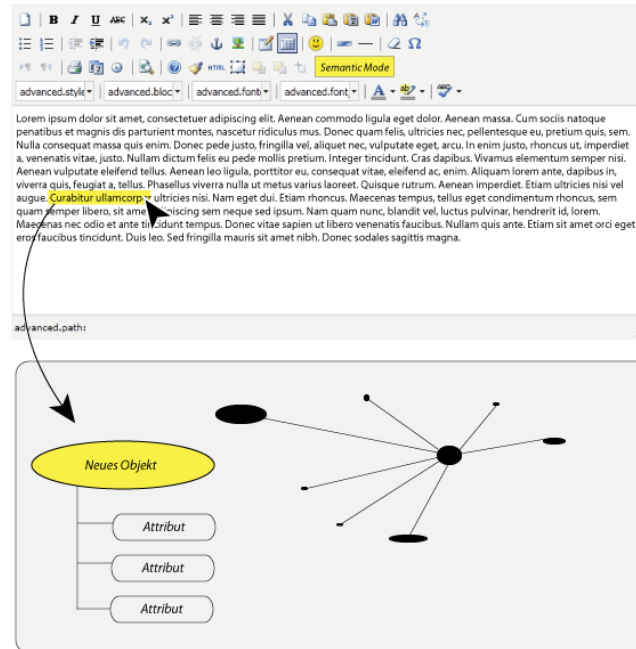 B I U ABC X₂ X²
HTML Semantic Mode
advanced.style advanced.bloc advanced.font advanced.font A ab ABC
Lorem ipsum dolor sit amet, consectetuer adipiscing elit. Aenean commodo ligula eget dolor. Aenean massa. Cum sociis natoque
penatibus et magnis dis parturient montes, nascetur ridiculus mus. Donec quam felis, ultricies nec, pellentesque eu, pretium quis, sem.
Nulla consequat massa quis enim. Donec pede justo, fringilla vel, aliquet nec, vulputate eget, arcu. In enim justo, rhoncus ut, imperdiet
a, venenatis vitae, justo. Nullam dictum felis eu pede mollis pretium. Integer tincidunt. Cras dapibus. Vivamus elementum semper nisi.
Aenean vulputate eleifend tellus. Aenean leo ligula, porttitor eu, consequat vitae, eleifend ac, enim. Aliquam lorem ante, dapibus in,
viverra quis, feugiat a, tellus. Phasellus viverra nulla ut metus varius laoreet. Quisque rutrum. Aenean imperdiet. Etiam ultricies nisi vel
augue. Curabitur ullamcorper ultricies nisi. Nam eget dui. Etiam rhoncus. Maecenas tempus, tellus eget condimentum rhoncus, sem
quam semper libero, sit amet adipiscing sem neque sed ipsum. Nam quam nunc, blandit vel, luctus pulvinar, hendrerit id, lorem.
Maecenas nec odio et ante tincidunt tempus. Donec vitae sapien ut libero venenatis faucibus. Nullam quis ante. Etiam sit amet orci eget
eros faucibus tincidunt. Duis leo. Sed fringilla mauris sit amet nibh. Donec sodales sagittis magna.
advanced.path:
Neues Objekt
Attribut
Attribut
Attribut